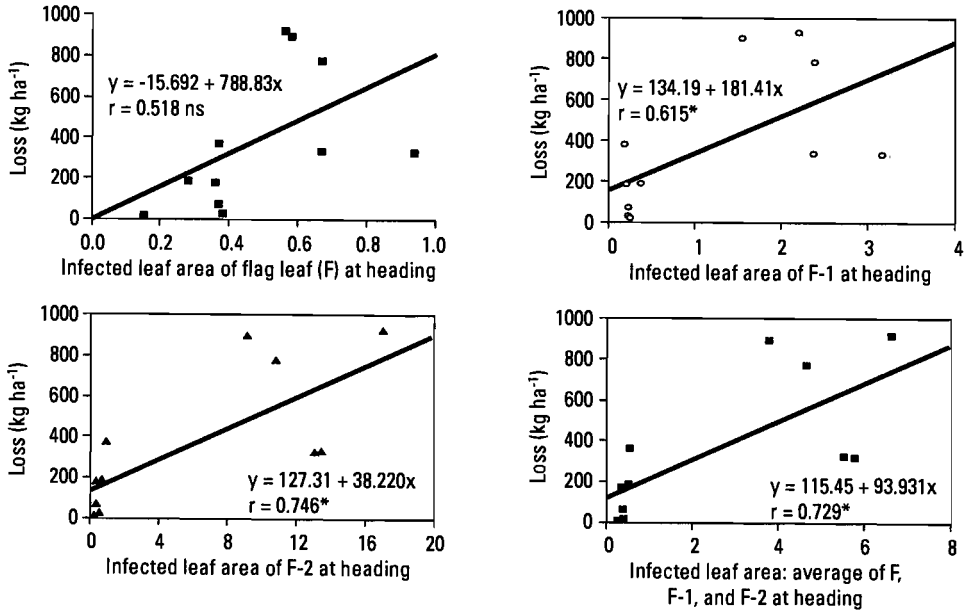 1000
800
600
400
200
0
Loss (kg ha⁻¹)
y = -15.692 + 788.83x
r = 0.518 ns
0.0 0.2 0.4 0.6 0.8 1.0
Infected leaf area of flag leaf (F) at heading
1000
800
600
400
200
0
Loss (kg ha⁻¹)
y = 134.19 + 181.41x
r = 0.615*
0 1 2 3 4
Infected leaf area of F-1 at heading
1000
800
600
400
200
0
Loss (kg ha⁻¹)
y = 127.31 + 38.220x
r = 0.746*
0 4 8 12 16 20
Infected leaf area of F-2 at heading
1000
800
600
400
200
0
Loss (kg ha⁻¹)
y = 115.45 + 93.931x
r = 0.729*
0 2 4 6 8
Infected leaf area: average of F,
F-1, and F-2 at heading